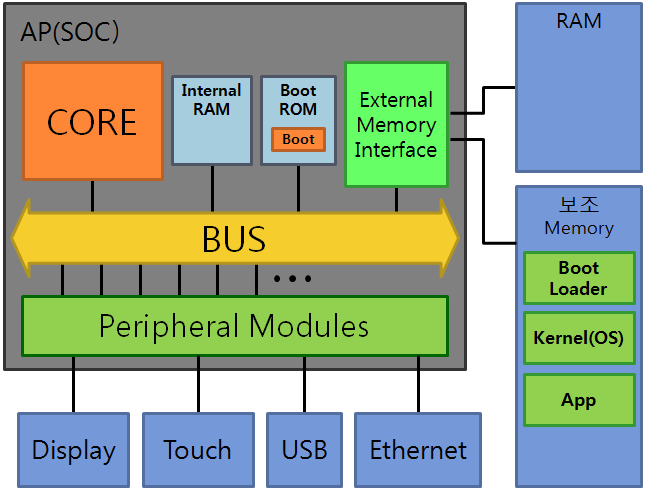 AP(SOC)
CORE
Internal
RAM
Boot
ROM
Boot
External
Memory
Interface
BUS
...
Peripheral Modules
Display
Touch
USB
Ethernet
RAM
보조
Memory
Boot
Loader
Kernel(OS)
App